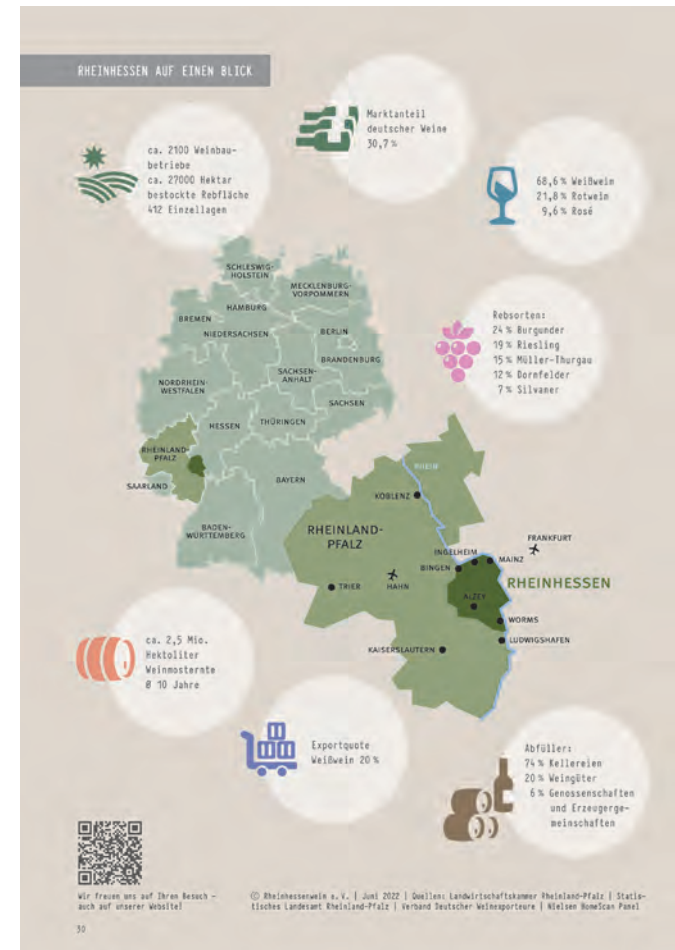 RHEINHESSEN AUF EINEN BLICK
Marktanteil
deutscher Weine
30,7 %
ca. 2100 Weinbau-
betriebe
ca. 27000 Hektar
bestockte Rebfläche
412 Einzellagen
68,6 % Weißwein
21,8 % Rotwein
9,6 % Rosé
Rebsorten:
24 % Burgunder
19 % Riesling
15 % Müller-Thurgau
12 % Dornfelder
7 % Silvaner
SCHLESWIG-
HOLSTEIN
MECKLENBURG-
VORPOMMERN
HAMBURG
BREMEN
NIEDERSACHSEN
BERLIN
BRANDENBURG
SACHSEN-
ANHALT
NORDRHEIN-
WESTFALEN
SACHSEN
HESSEN
THÜRINGEN
RHEINLAND-
PFALZ
SAARLAND
BAYERN
BADEN-
WÜRTTEMBERG
RHEIN
KOBLENZ
RHEINLAND-
PFALZ
FRANKFURT
INGELHEIM
MAINZ
BINGEN
RHEINHESSEN
TRIER
HAHN
ALZEY
WORMS
LUDWIGSHAFEN
KAISERSLAUTERN
ca. 2,5 Mio.
Hektoliter
Weinmosternte
Ø 10 Jahre
Exportquote
Weißwein 20 %
Abfüller:
74 % Kellereien
20 % Weingüter
6 % Genossenschaften
und Erzeugerge-
meinschaften
Wir freuen uns auf Ihren Besuch –
auch auf unserer Website!
© Rheinhessenwein e. V. | Juni 2022 | Quellen: Landwirtschaftskammer Rheinland-Pfalz | Statis-
tisches Landesamt Rheinland-Pfalz | Verband Deutscher Weinexporteure | Nielsen HomeScan Panel
30